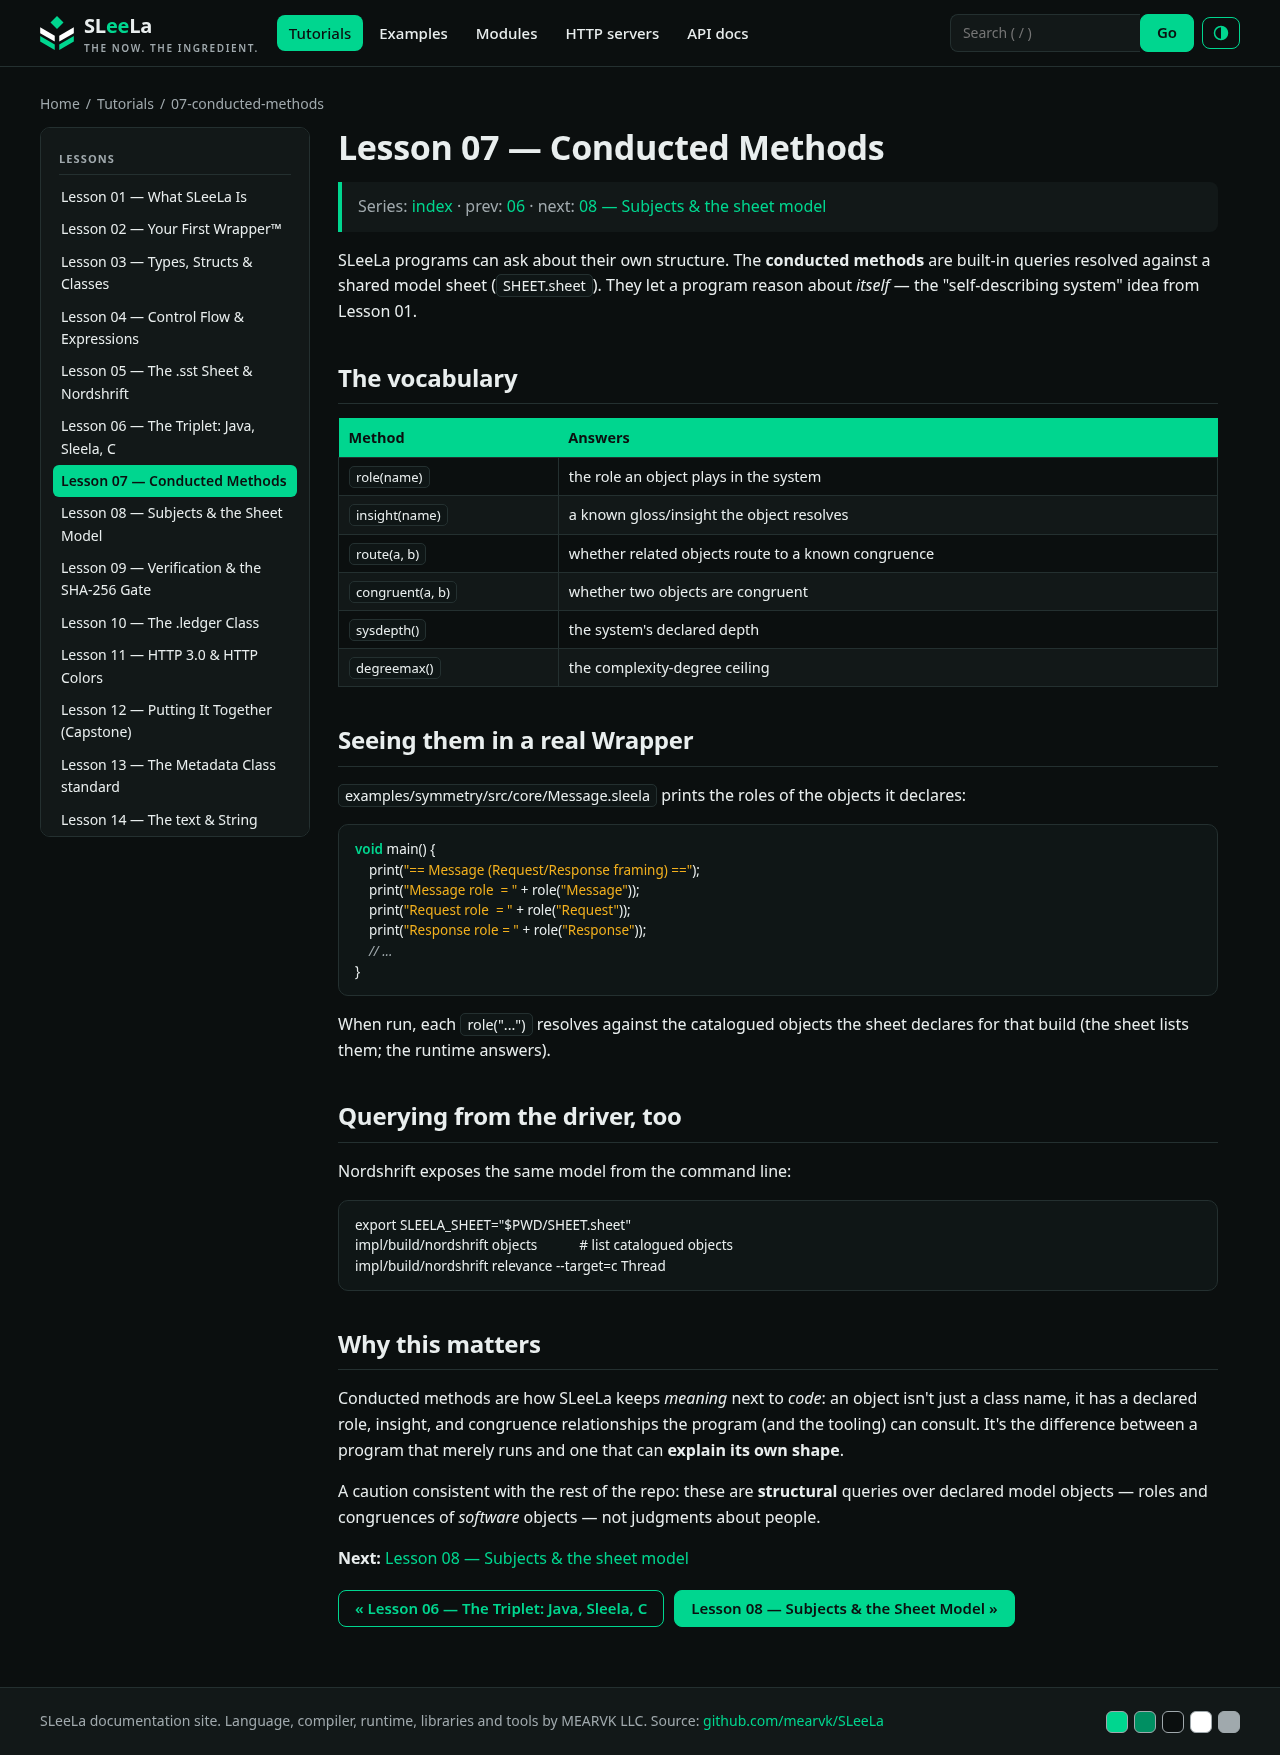 SLeeLa
THE NOW. THE INGREDIENT.
Tutorials
Examples
Modules
HTTP servers
API docs
Search ( / )
Go
Home / Tutorials / 07-conducted-methods
LESSONS
Lesson 01 — What SLeeLa Is
Lesson 02 — Your First Wrapper™
Lesson 03 — Types, Structs &
Classes
Lesson 04 — Control Flow &
Expressions
Lesson 05 — The .sst Sheet &
Nordshrift
Lesson 06 — The Triplet: Java,
Sleela, C
Lesson 07 — Conducted Methods
Lesson 08 — Subjects & the Sheet
Model
Lesson 09 — Verification & the
SHA-256 Gate
Lesson 10 — The .ledger Class
Lesson 11 — HTTP 3.0 & HTTP
Colors
Lesson 12 — Putting It Together
(Capstone)
Lesson 13 — The Metadata Class
standard
Lesson 14 — The text & String
Lesson 07 — Conducted Methods
Series: index · prev: 06 · next: 08 — Subjects & the sheet model
SLeeLa programs can ask about their own structure. The conducted methods are built-in queries resolved against a
shared model sheet (SHEET.sheet). They let a program reason about itself — the "self-describing system" idea from
Lesson 01.
The vocabulary
Method Answers
role(name) the role an object plays in the system
insight(name) a known gloss/insight the object resolves
route(a, b) whether related objects route to a known congruence
congruent(a, b) whether two objects are congruent
sysdepth() the system's declared depth
degreemax() the complexity-degree ceiling
Seeing them in a real Wrapper
examples/symmetry/src/core/Message.sleela prints the roles of the objects it declares:
void main() {
    print("== Message (Request/Response framing) ==");
    print("Message role  = " + role("Message"));
    print("Request role  = " + role("Request"));
    print("Response role = " + role("Response"));
    // ...
}
When run, each role("...") resolves against the catalogued objects the sheet declares for that build (the sheet lists
them; the runtime answers).
Querying from the driver, too
Nordshrift exposes the same model from the command line:
export SLEELA_SHEET="$PWD/SHEET.sheet"
impl/build/nordshrift objects            # list catalogued objects
impl/build/nordshrift relevance --target=c Thread
Why this matters
Conducted methods are how SLeeLa keeps meaning next to code: an object isn't just a class name, it has a declared
role, insight, and congruence relationships the program (and the tooling) can consult. It's the difference between a
program that merely runs and one that can explain its own shape.
A caution consistent with the rest of the repo: these are structural queries over declared model objects — roles and
congruences of software objects — not judgments about people.
Next: Lesson 08 — Subjects & the sheet model
« Lesson 06 — The Triplet: Java, Sleela, C
Lesson 08 — Subjects & the Sheet Model »
SLeeLa documentation site. Language, compiler, runtime, libraries and tools by MEARVK LLC. Source: github.com/mearvk/SLeeLa